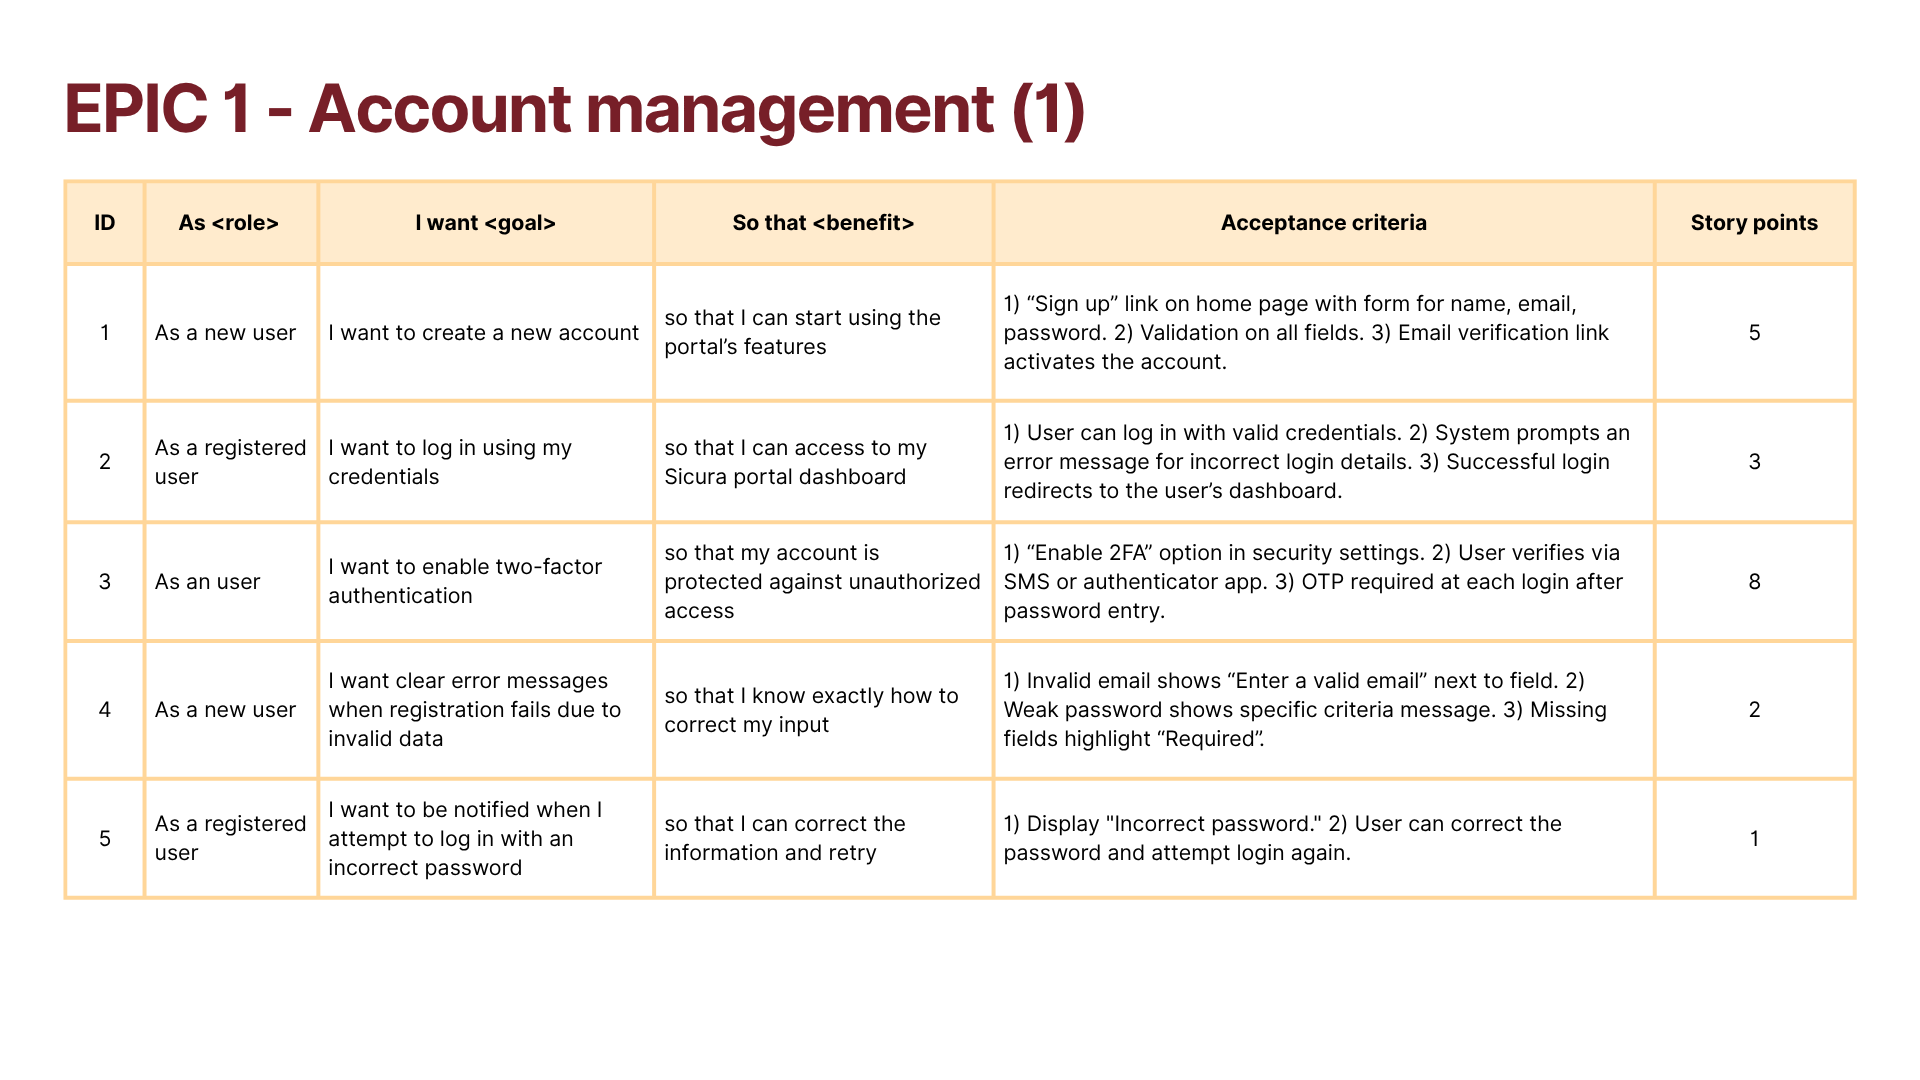 EPIC 1 - Account management (1)
ID
As <role>
I want <goal>
So that <benefit>
Acceptance criteria
Story points
1
As a new user
I want to create a new account
so that I can start using the
portal’s features
1) “Sign up” link on home page with form for name, email,
password. 2) Validation on all fields. 3) Email verification link
activates the account.
5
2
As a registered
user
I want to log in using my
credentials
so that I can access to my
Sicura portal dashboard
1) User can log in with valid credentials. 2) System prompts an
error message for incorrect login details. 3) Successful login
redirects to the user’s dashboard.
3
3
As an user
I want to enable two-factor
authentication
so that my account is
protected against unauthorized
access
1) “Enable 2FA” option in security settings. 2) User verifies via
SMS or authenticator app. 3) OTP required at each login after
password entry.
8
4
As a new user
I want clear error messages
when registration fails due to
invalid data
so that I know exactly how to
correct my input
1) Invalid email shows “Enter a valid email” next to field. 2)
Weak password shows specific criteria message. 3) Missing
fields highlight “Required”.
2
5
As a registered
user
I want to be notified when I
attempt to log in with an
incorrect password
so that I can correct the
information and retry
1) Display "Incorrect password." 2) User can correct the
password and attempt login again.
1